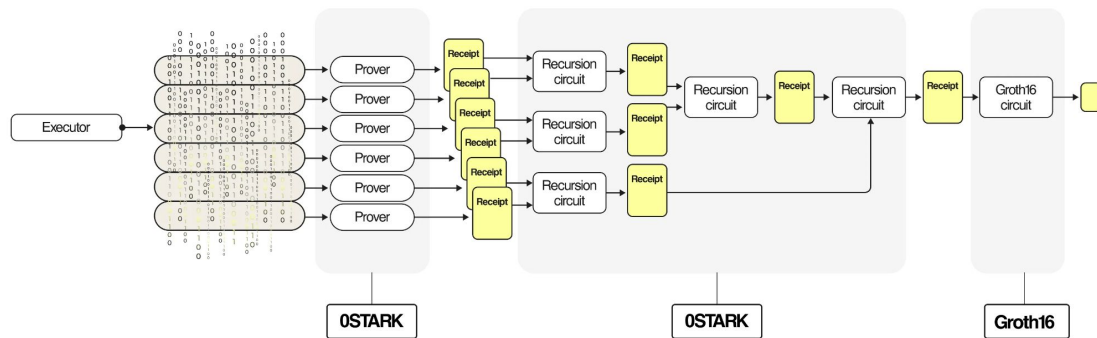 Executor
Prover
Prover
Prover
Prover
Prover
Prover
Receipt
Receipt
Receipt
Receipt
Receipt
Receipt
Recursion
circuit
Recursion
circuit
Recursion
circuit
Receipt
Receipt
Receipt
Recursion
circuit
Receipt
Recursion
circuit
Receipt
Groth16
circuit
0STARK
0STARK
Groth16